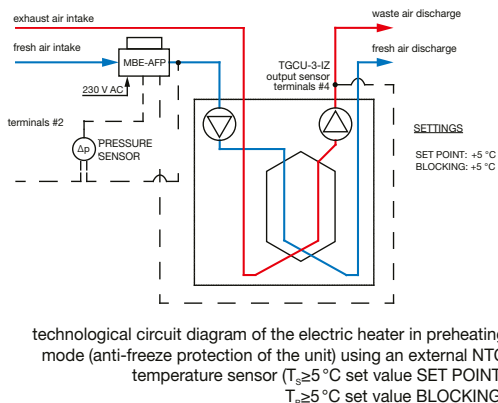 exhaust air intake
waste air discharge
fresh air intake
fresh air discharge
MBE-AFP
TGCU-3-IZ
output sensor
terminals #4
230 V AC
terminals #2
Δp
PRESSURE
SENSOR
SETTINGS
SET POINT: +5 °C
BLOCKING: +5 °C
technological circuit diagram of the electric heater in preheating
mode (anti-freeze protection of the unit) using an external NTC
temperature sensor (Ts≥5 °C set value SET POINT
TB≥5 °C set value BLOCKING